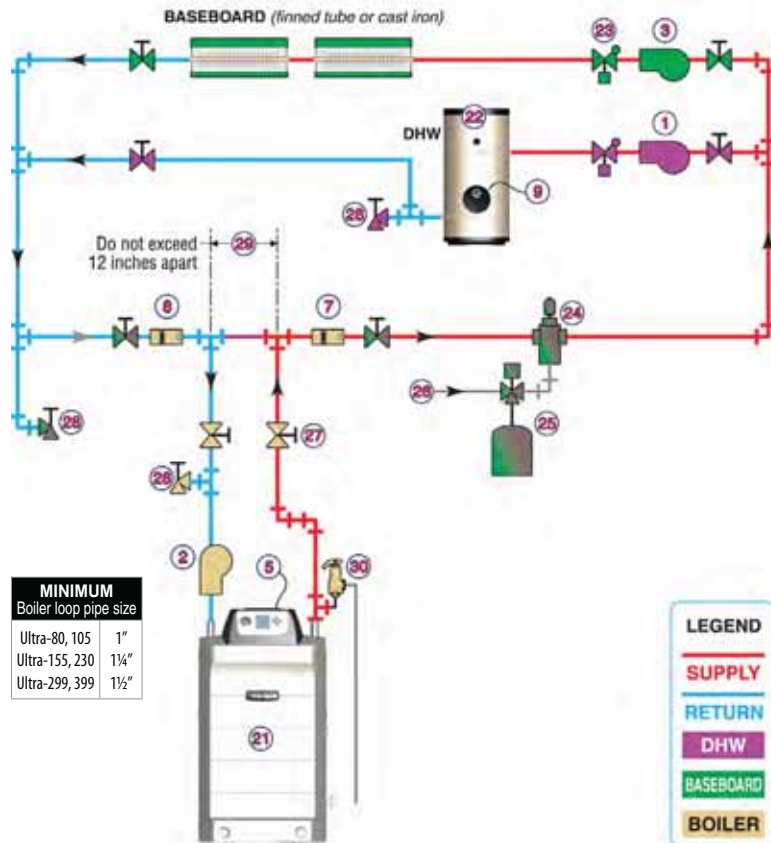 BASEBOARD (finned tube or cast iron)
23
3
22
DHW
1
9
28
Do not exceed
12 inches apart
29
6
7
24
26
25
28
27
28
2
5
30
MINIMUM
Boiler loop pipe size
Ultra-80, 105 1"
Ultra-155, 230 1¼"
Ultra-299, 399 1½"
21
LEGEND
SUPPLY
RETURN
DHW
BASEBOARD
BOILER